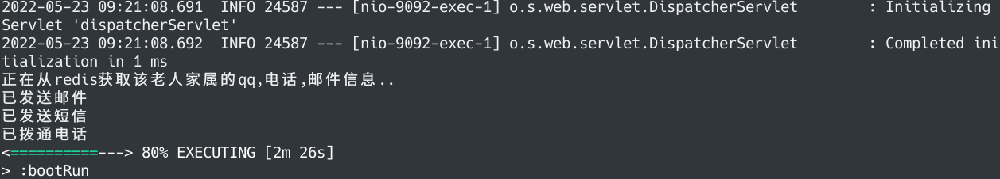 2022-05-23 09:21:08.691  INFO 24587 --- [nio-9092-exec-1] o.s.web.servlet.DispatcherServlet        : Initializing
Servlet 'dispatcherServlet'
2022-05-23 09:21:08.692  INFO 24587 --- [nio-9092-exec-1] o.s.web.servlet.DispatcherServlet        : Completed ini
tialization in 1 ms
正在从redis获取该老人家属的qq,电话,邮件信息..
已发送邮件
已发送短信
已拨通电话
<==========---> 80% EXECUTING [2m 26s]
> :bootRun